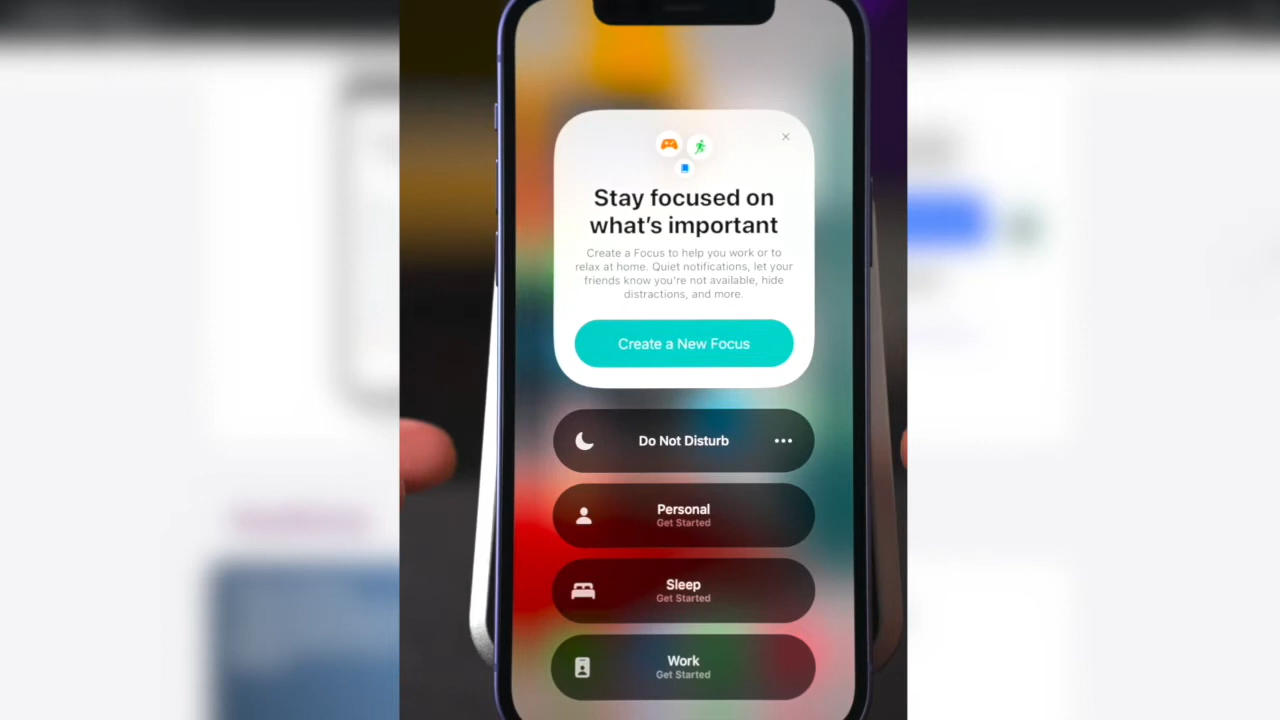 Stay focused on
what's important
Create a Focus to help you work or to
relax at home. Quiet notifications, let your
friends know you're not available, hide
distractions, and more.
Create a New Focus
Do Not Disturb
Personal
Get Started
Sleep
Get Started
Work
Get Started